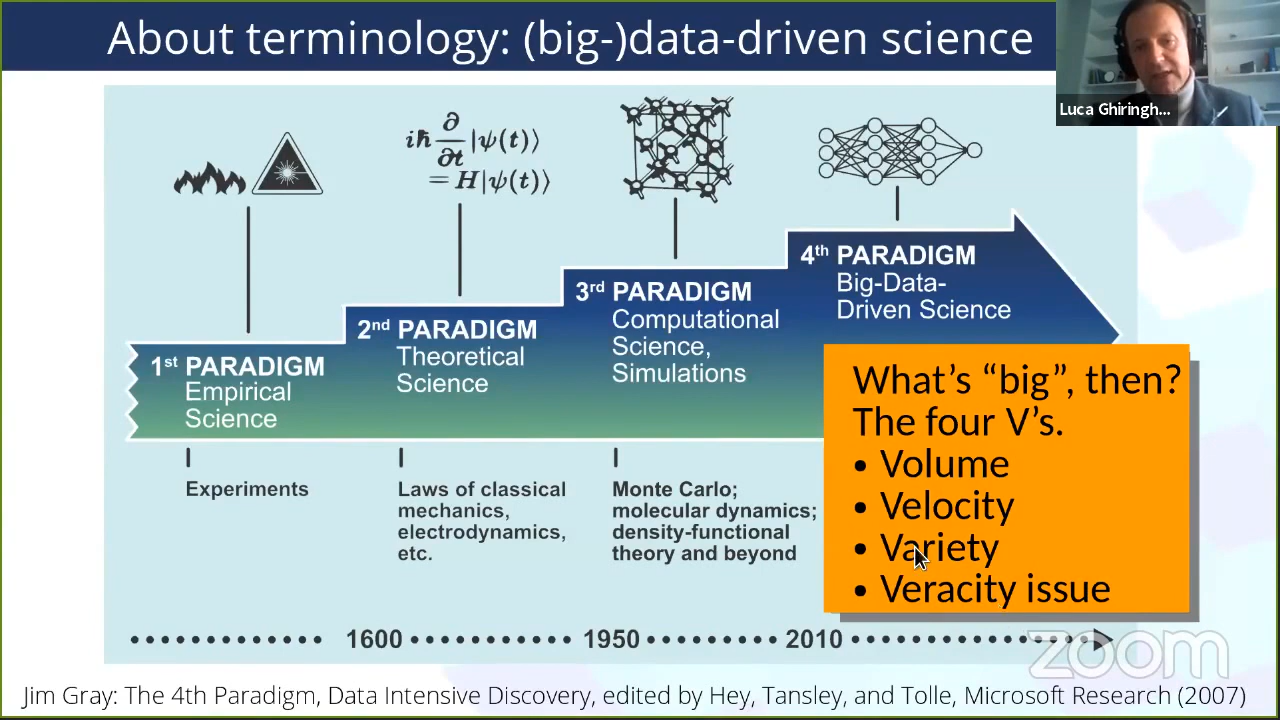 About terminology: (big-)data-driven science
Luca Ghiringh...
iħ ∂/∂t |ψ(t)⟩
= H|ψ(t)⟩
1st PARADIGM
Empirical
Science
2nd PARADIGM
Theoretical
Science
3rd PARADIGM
Computational
Science,
Simulations
4th PARADIGM
Big-Data-
Driven Science
Experiments
Laws of classical
mechanics,
electrodynamics,
etc.
Monte Carlo;
molecular dynamics;
density-functional
theory and beyond
What's “big”, then?
The four V's.
• Volume
• Velocity
• Variety
• Veracity issue
1600
1950
2010
zoom
Jim Gray: The 4th Paradigm, Data Intensive Discovery, edited by Hey, Tansley, and Tolle, Microsoft Research (2007)